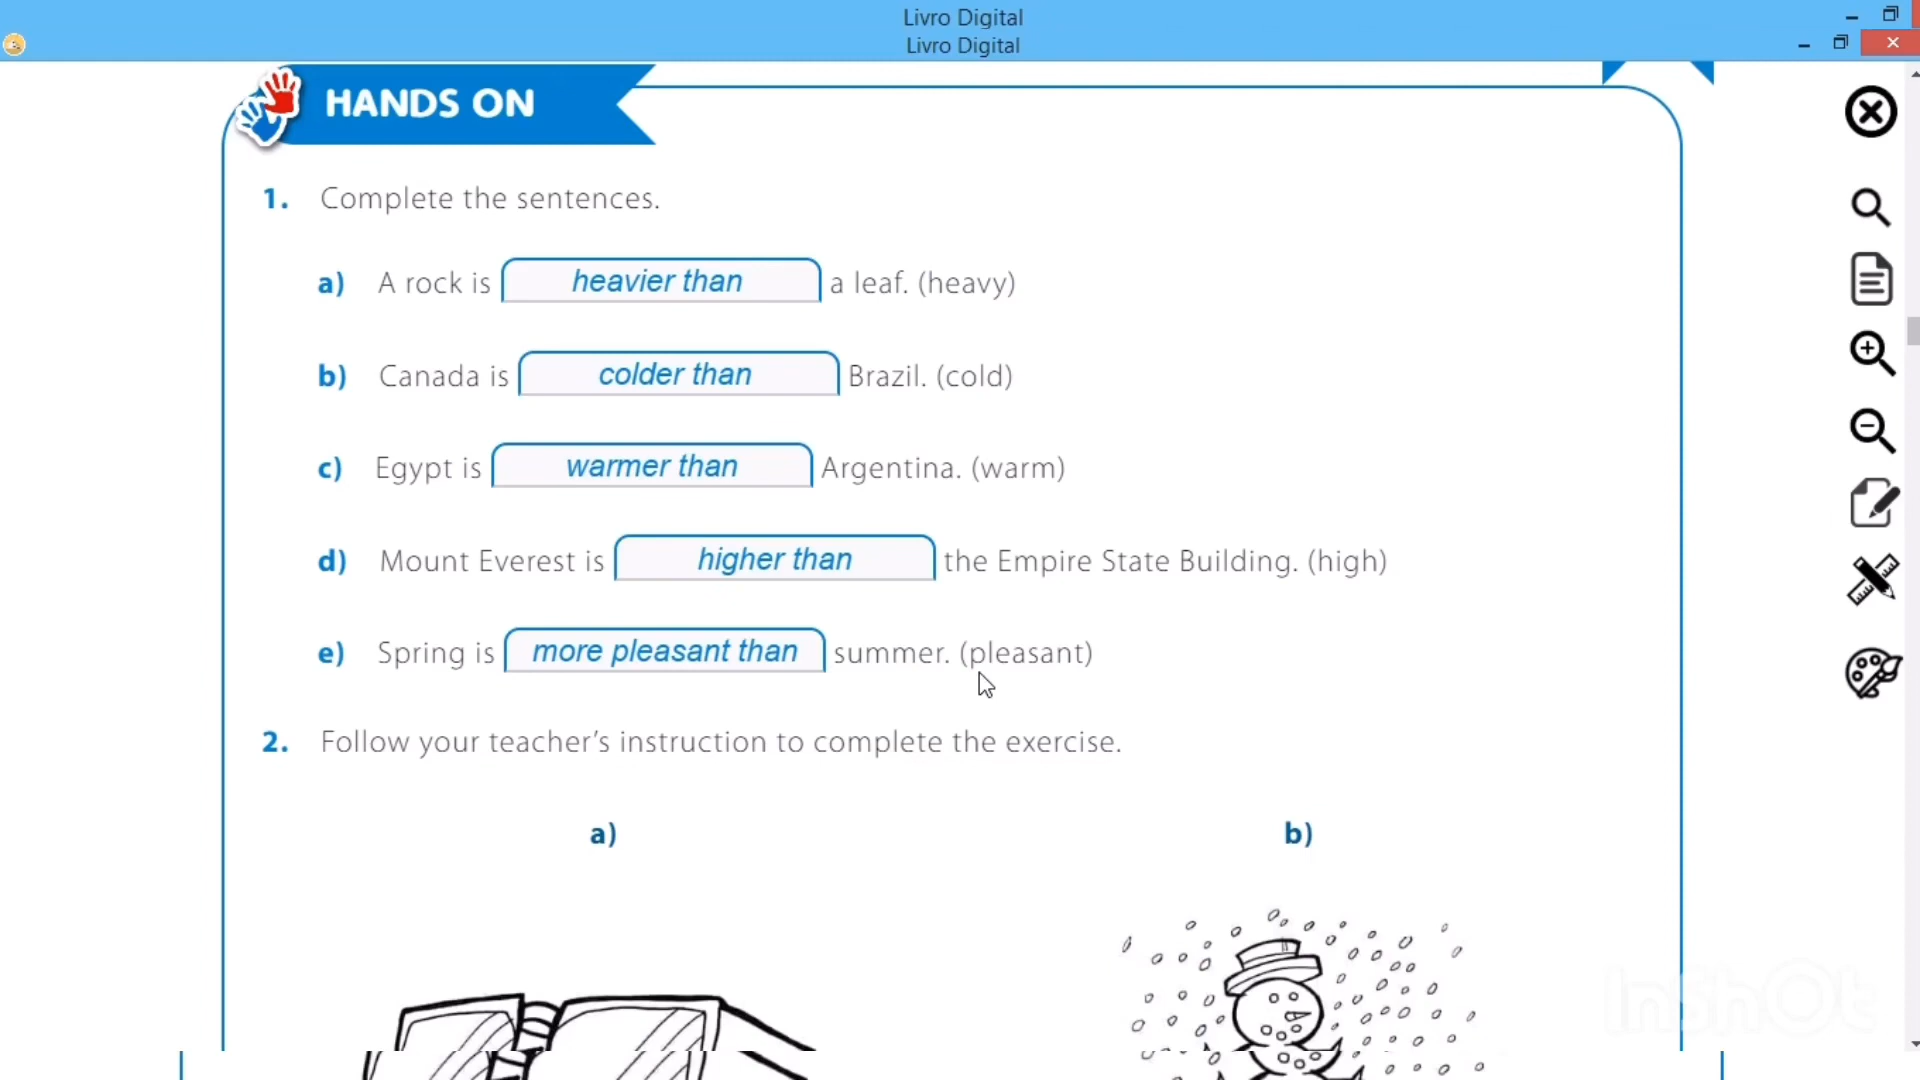 Livro Digital
Livro Digital
HANDS ON
1. Complete the sentences.
a) A rock is heavier than a leaf. (heavy)
b) Canada is colder than Brazil. (cold)
c) Egypt is warmer than Argentina. (warm)
d) Mount Everest is higher than the Empire State Building. (high)
e) Spring is more pleasant than summer. (pleasant)
2. Follow your teacher’s instruction to complete the exercise.
a) b)
InShOt